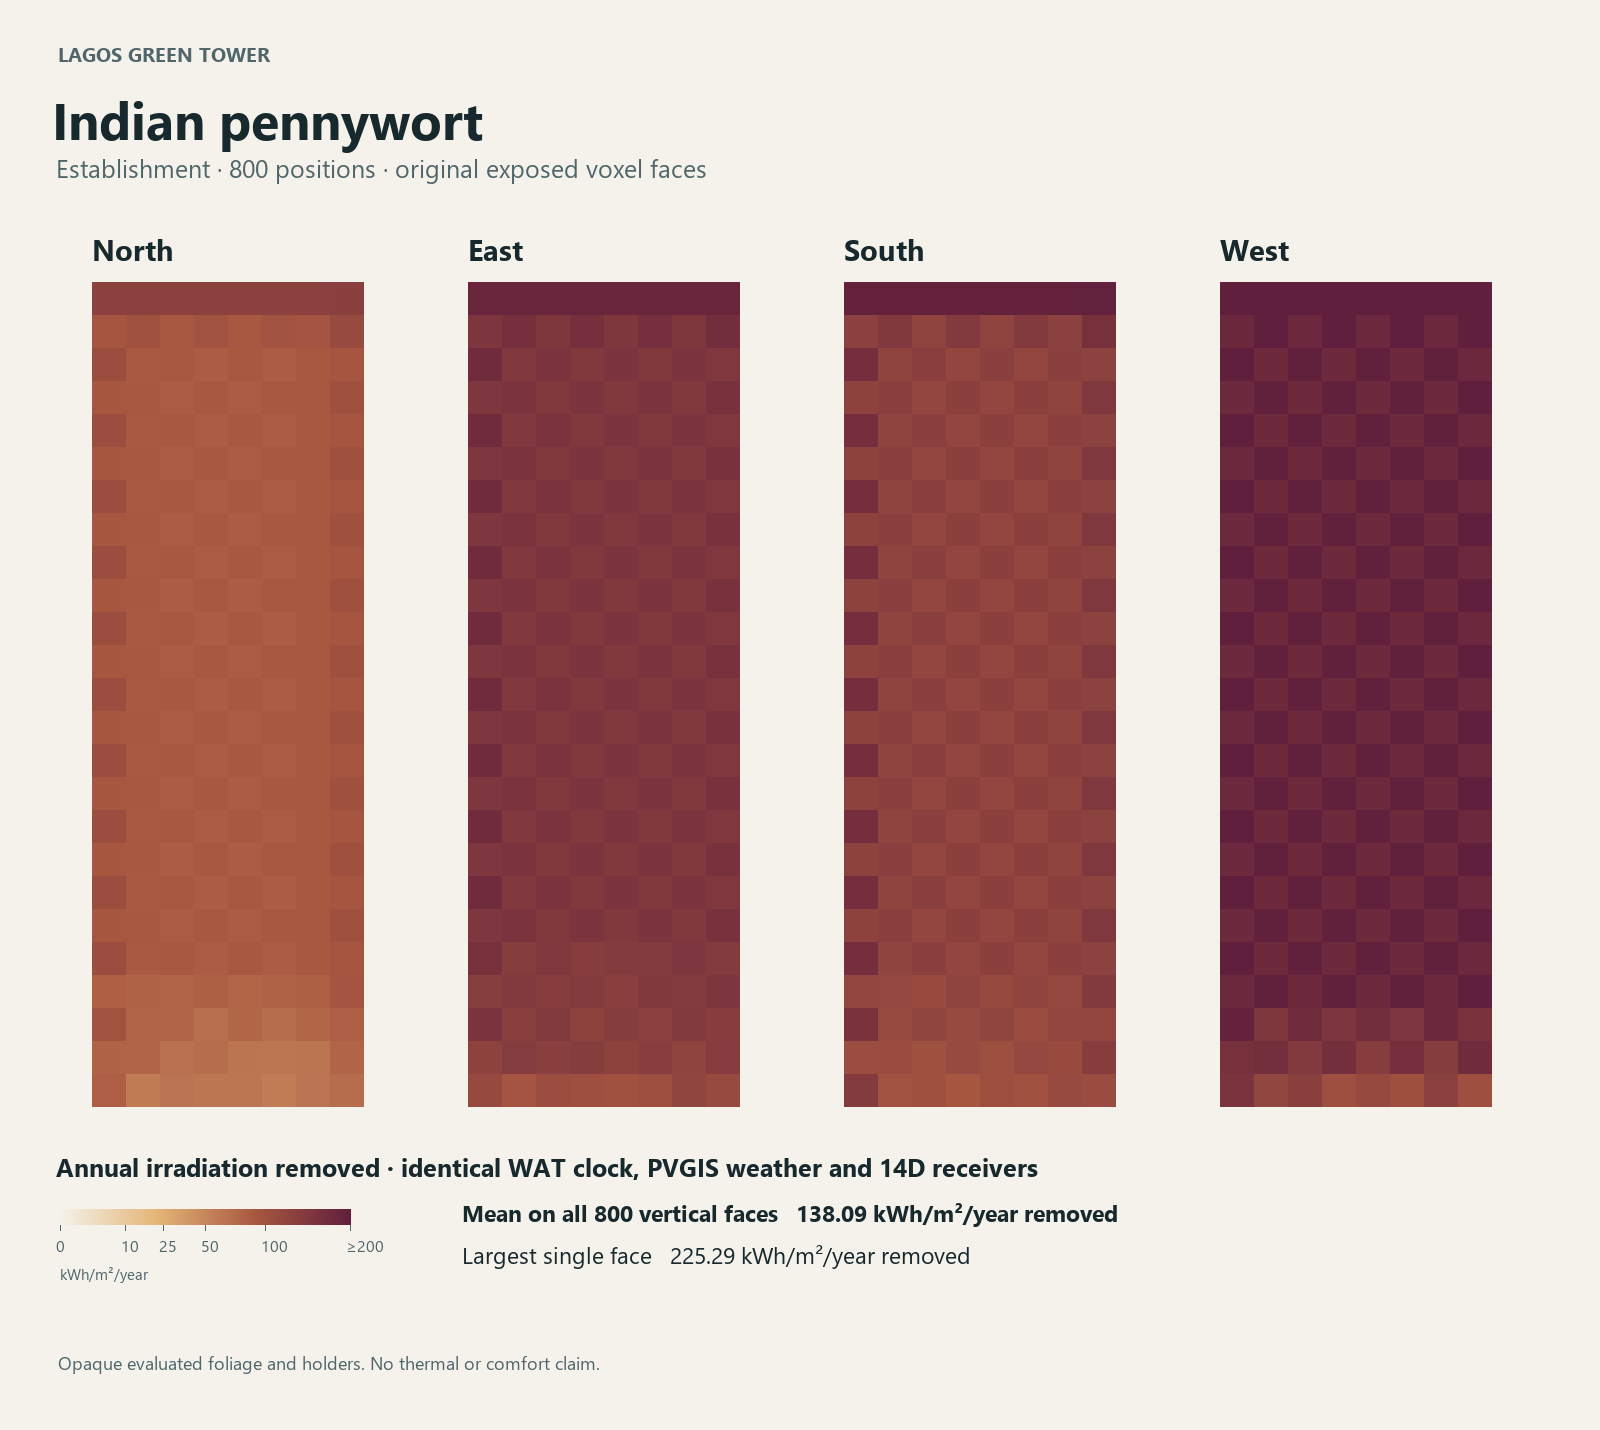 LAGOS GREEN TOWER
Indian pennywort
Establishment · 800 positions · original exposed voxel faces
North East South West
Annual irradiation removed · identical WAT clock, PVGIS weather and 14D receivers
Mean on all 800 vertical faces 138.09 kWh/m²/year removed
0 10 25 50 100 ≥200
Largest single face 225.29 kWh/m²/year removed
kWh/m²/year
Opaque evaluated foliage and holders. No thermal or comfort claim.